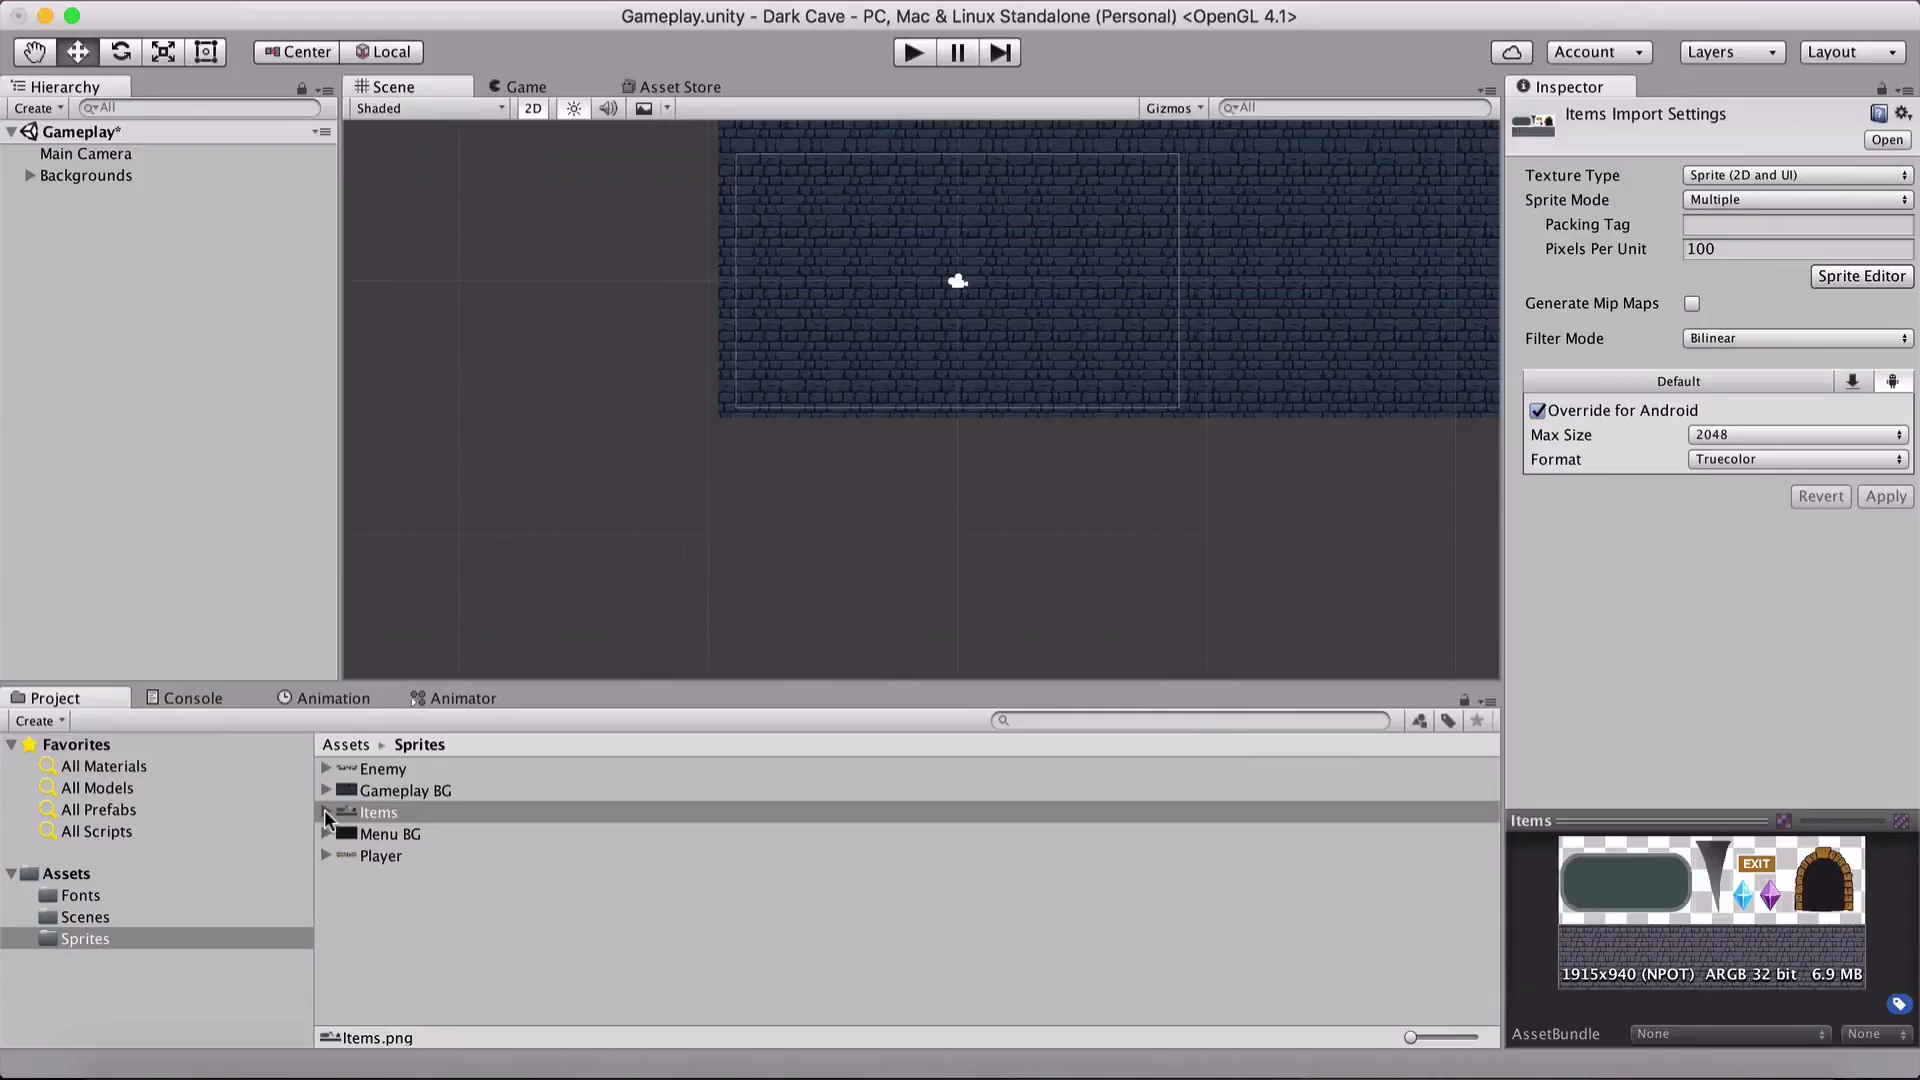 Gameplay.unity - Dark Cave - PC, Mac & Linux Standalone (Personal) <OpenGL 4.1>
Center Local Account Layers Layout
Hierarchy Scene Game Asset Store Inspector
Create All Shaded 2D Gizmos All
Gameplay*
Main Camera
Backgrounds
Items Import Settings
Open
Texture Type Sprite (2D and UI)
Sprite Mode Multiple
Packing Tag
Pixels Per Unit 100
Sprite Editor
Generate Mip Maps
Filter Mode Bilinear
Default
Override for Android
Max Size 2048
Format Truecolor
Revert Apply
Project Console Animation Animator
Create
Favorites
All Materials
All Models
All Prefabs
All Scripts
Assets
Fonts
Scenes
Sprites
Assets Sprites
Enemy
Gameplay BG
Items
Menu BG
Player
Items.png
Items
EXIT
1915x940 (NPOT) ARGB 32 bit 6.9 MB
AssetBundle None None